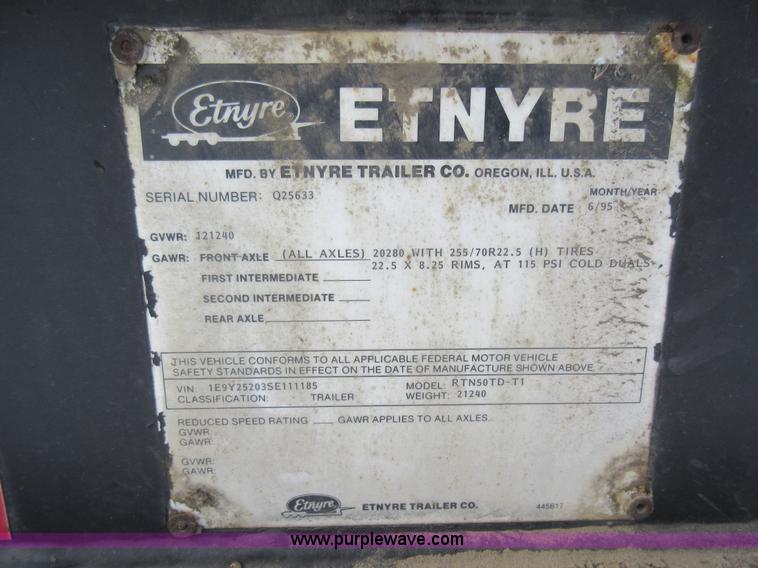 Etnyre ETNYRE
MFD. BY ETNYRE TRAILER CO. OREGON, ILL. U.S.A.
SERIAL NUMBER: Q25633
MONTH/YEAR
MFD. DATE 6/95
GVWR: 121240
GAWR: FRONT AXLE (ALL AXLES) 20280 WITH 255/70R22.5 (H) TIRES
22.5 X 8.25 RIMS, AT 115 PSI COLD DUALS
FIRST INTERMEDIATE
SECOND INTERMEDIATE
REAR AXLE
THIS VEHICLE CONFORMS TO ALL APPLICABLE FEDERAL MOTOR VEHICLE
SAFETY STANDARDS IN EFFECT ON THE DATE OF MANUFACTURE SHOWN ABOVE
VIN: 1E9Y25203SE111185 MODEL: RTN50TD-T1
CLASSIFICATION: TRAILER WEIGHT: 21240
REDUCED SPEED RATING ___ GAWR APPLIES TO ALL AXLES.
GVWR:
GAWR:
GVWR:
GAWR:
Etnyre ETNYRE TRAILER CO. 445617
www.purplewave.com